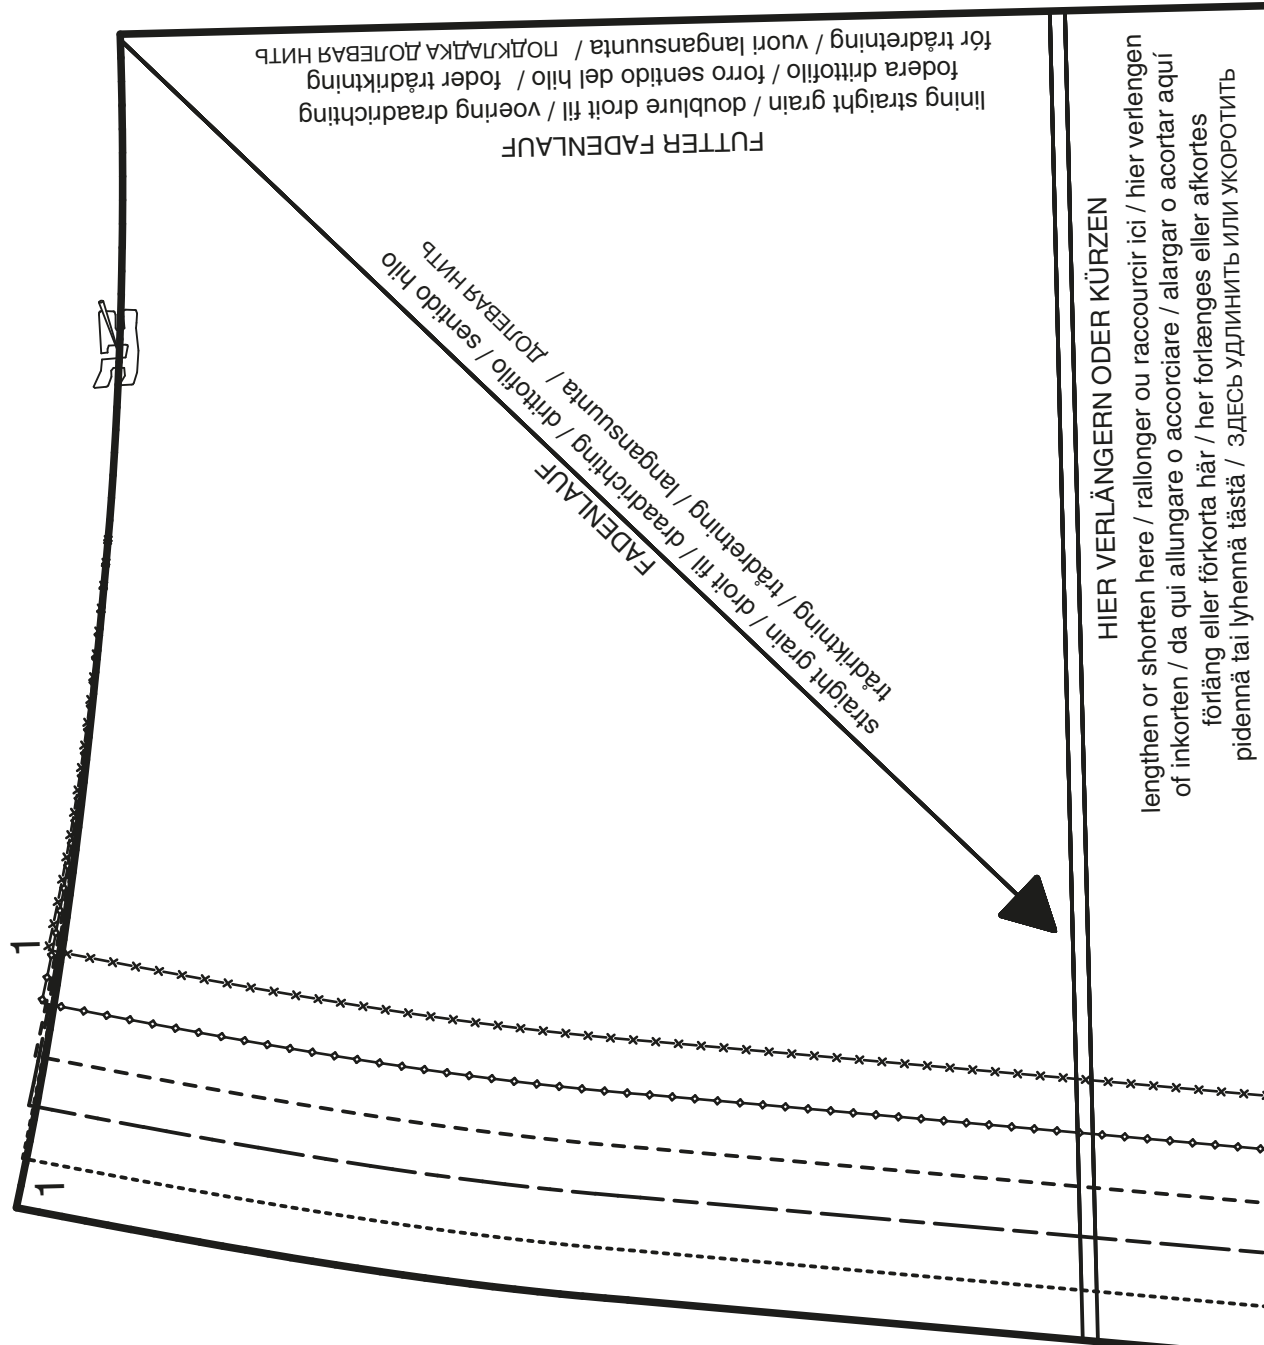 FUTTER FADENLAUF
lining straight grain / doublure droit fil / voering draadrichting
fodera drittofilo / forro sentido del hilo / foder trådriktning
fór trådretning / vuori langansuunta / ПОДКЛАДКА ДОЛЕВАЯ НИТЬ
FADENLAUF
straight grain / droit fil / draadrichting / drittofilo / sentido hilo
trådriktning / trådretning / langansuunta / ДОЛЕВАЯ НИТЬ
HIER VERLÄNGERN ODER KÜRZEN
lengthen or shorten here / rallonger ou raccourcir ici / hier verlengen
of inkorten / da qui allungare o accorciare / alargar o acortar aquí
förläng eller förkorta här / her forlænges eller afkortes
pidennä tai lyhennä tästä / ЗДЕСЬ УДЛИНИТЬ ИЛИ УКОРОТИТЬ
1
1